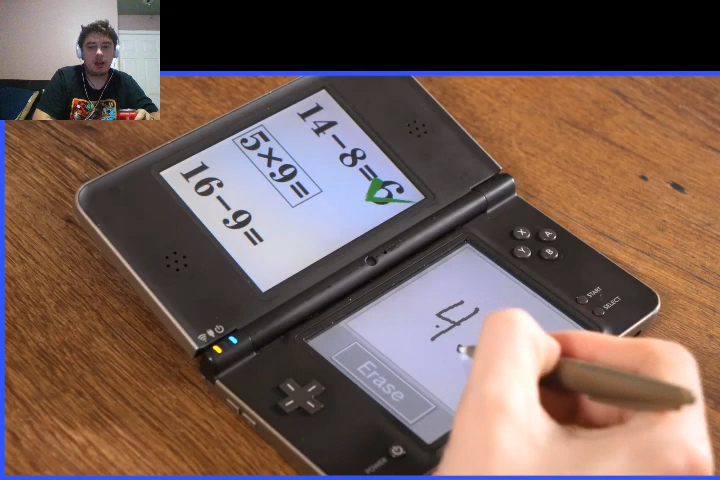 14-8=6
5×9=
16-9=
4
Erase
X
A
Y
B
START
SELECT
POWER